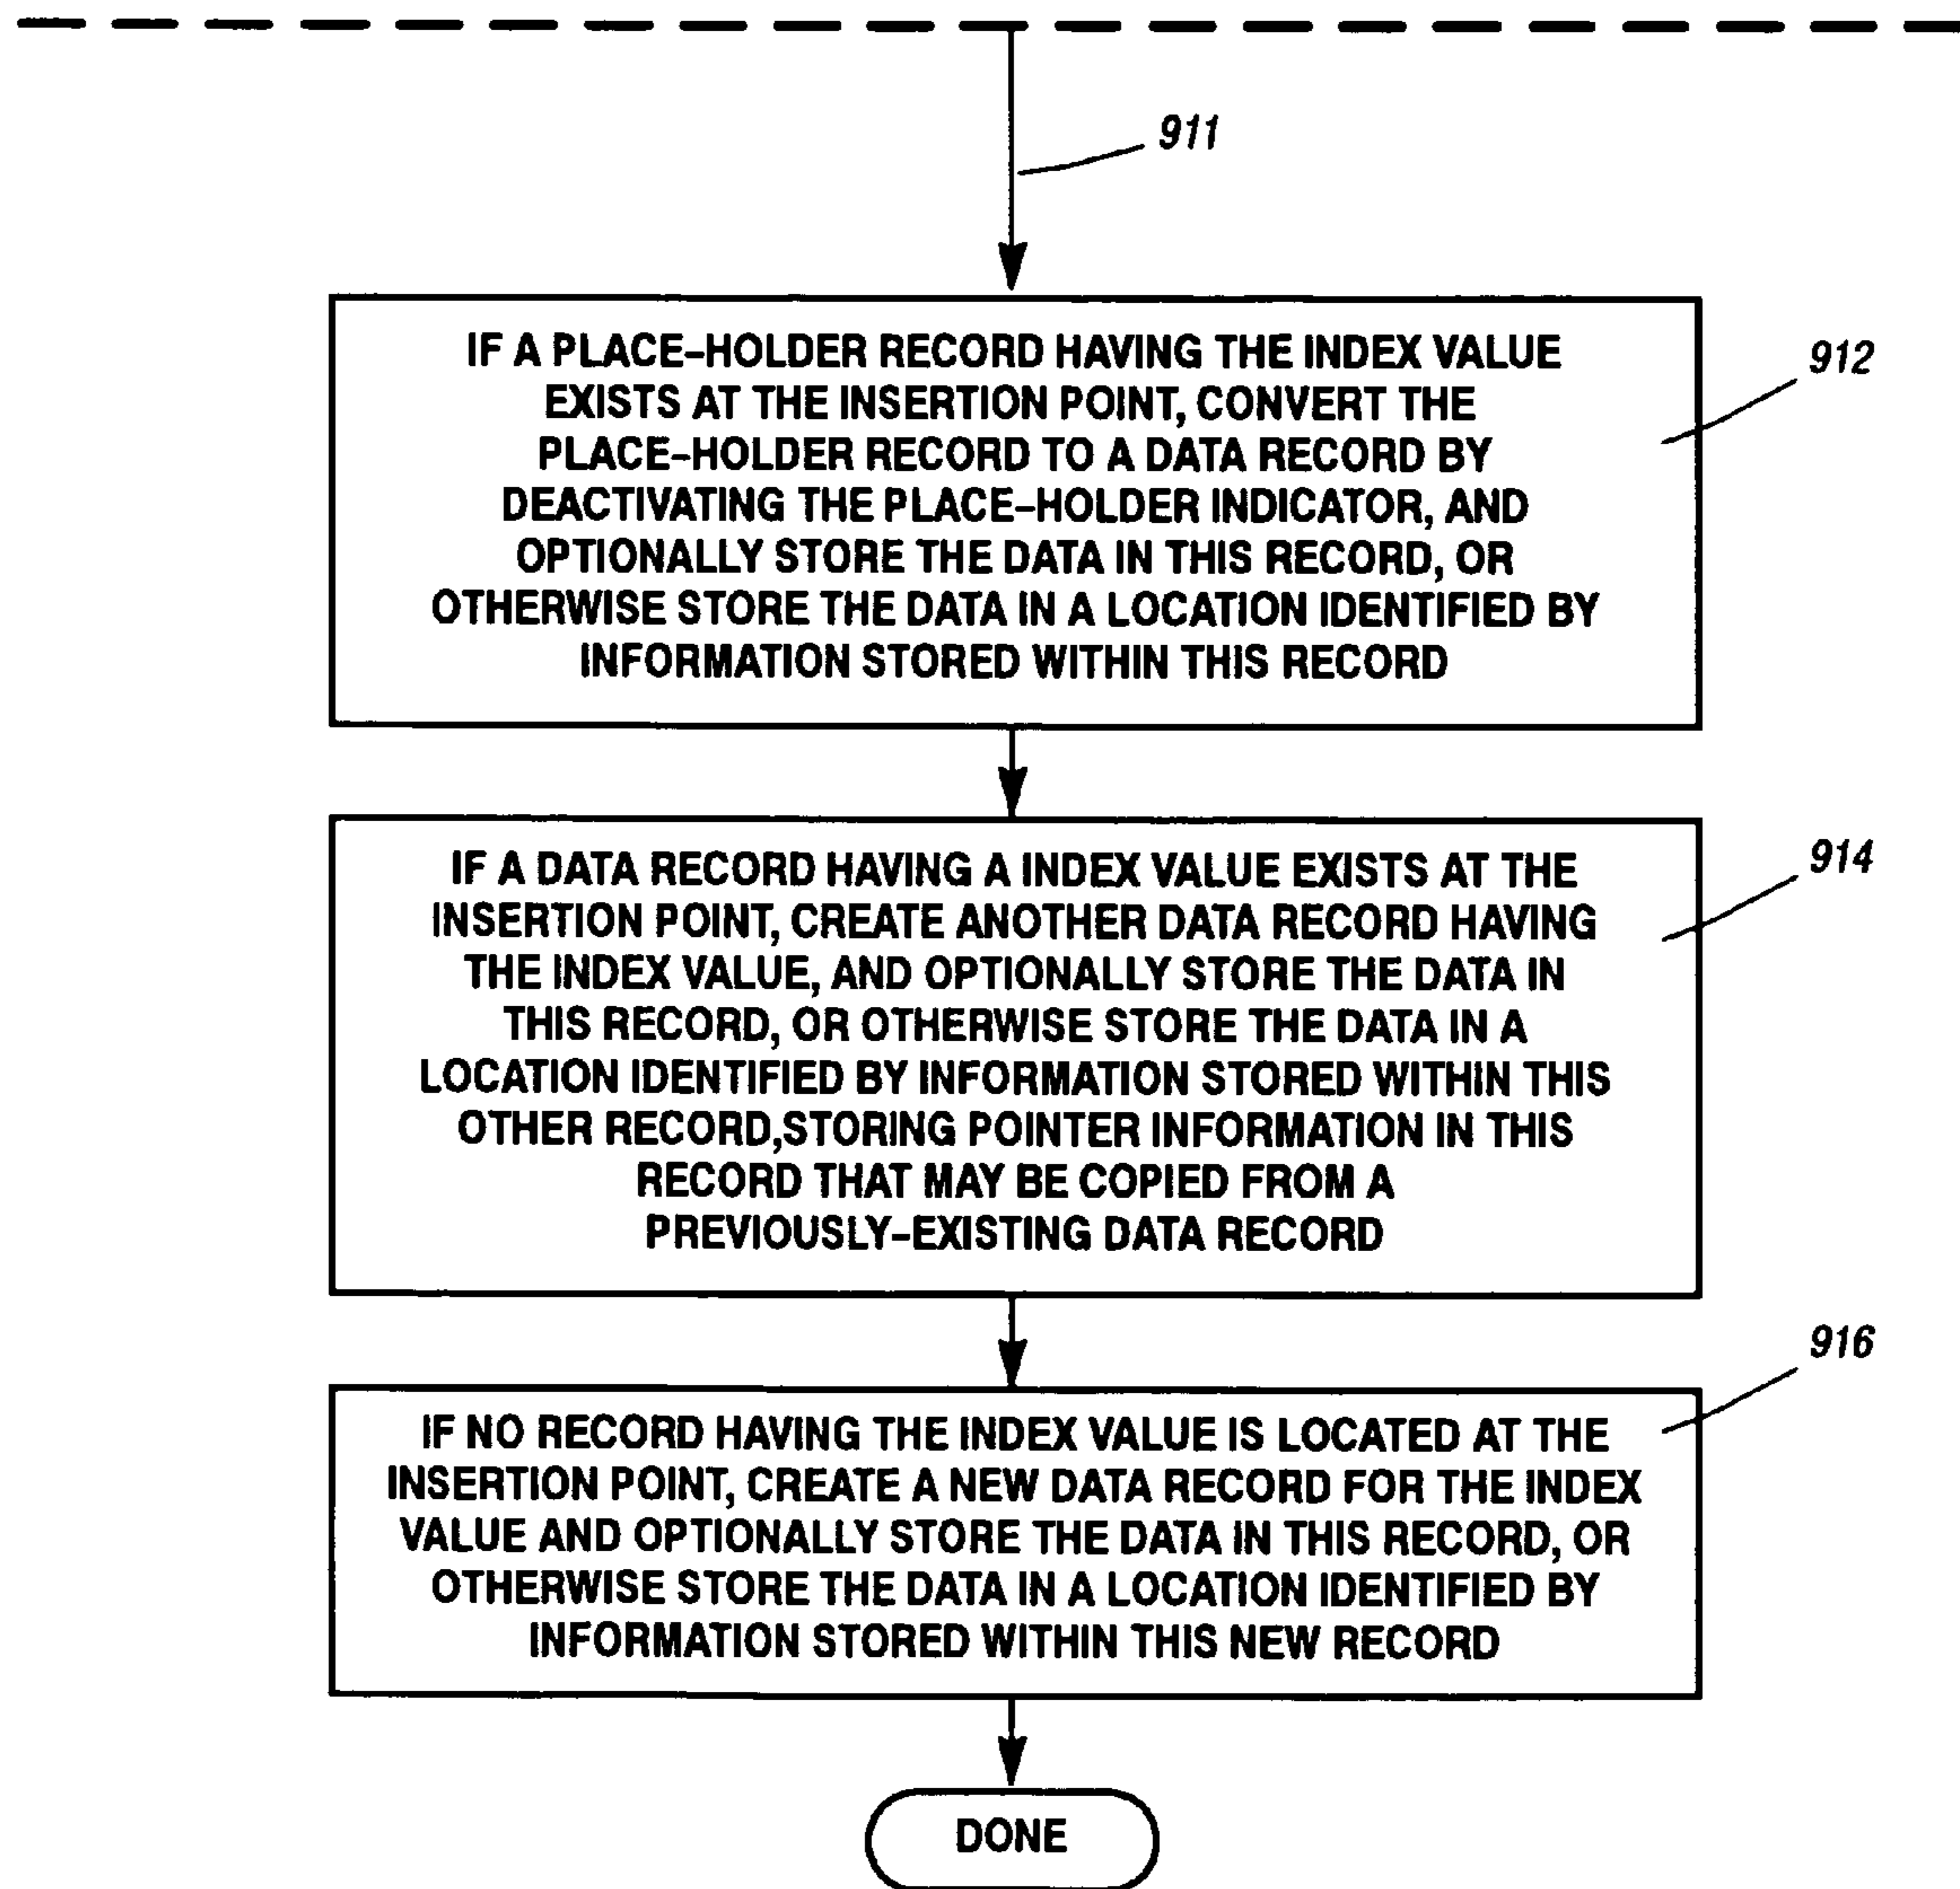 911
IF A PLACE-HOLDER RECORD HAVING THE INDEX VALUE
EXISTS AT THE INSERTION POINT, CONVERT THE
PLACE-HOLDER RECORD TO A DATA RECORD BY
DEACTIVATING THE PLACE-HOLDER INDICATOR, AND
OPTIONALLY STORE THE DATA IN THIS RECORD, OR
OTHERWISE STORE THE DATA IN A LOCATION IDENTIFIED BY
INFORMATION STORED WITHIN THIS RECORD
912
IF A DATA RECORD HAVING A INDEX VALUE EXISTS AT THE
INSERTION POINT, CREATE ANOTHER DATA RECORD HAVING
THE INDEX VALUE, AND OPTIONALLY STORE THE DATA IN
THIS RECORD, OR OTHERWISE STORE THE DATA IN A
LOCATION IDENTIFIED BY INFORMATION STORED WITHIN THIS
OTHER RECORD,STORING POINTER INFORMATION IN THIS
RECORD THAT MAY BE COPIED FROM A
PREVIOUSLY-EXISTING DATA RECORD
914
IF NO RECORD HAVING THE INDEX VALUE IS LOCATED AT THE
INSERTION POINT, CREATE A NEW DATA RECORD FOR THE INDEX
VALUE AND OPTIONALLY STORE THE DATA IN THIS RECORD, OR
OTHERWISE STORE THE DATA IN A LOCATION IDENTIFIED BY
INFORMATION STORED WITHIN THIS NEW RECORD
916
DONE